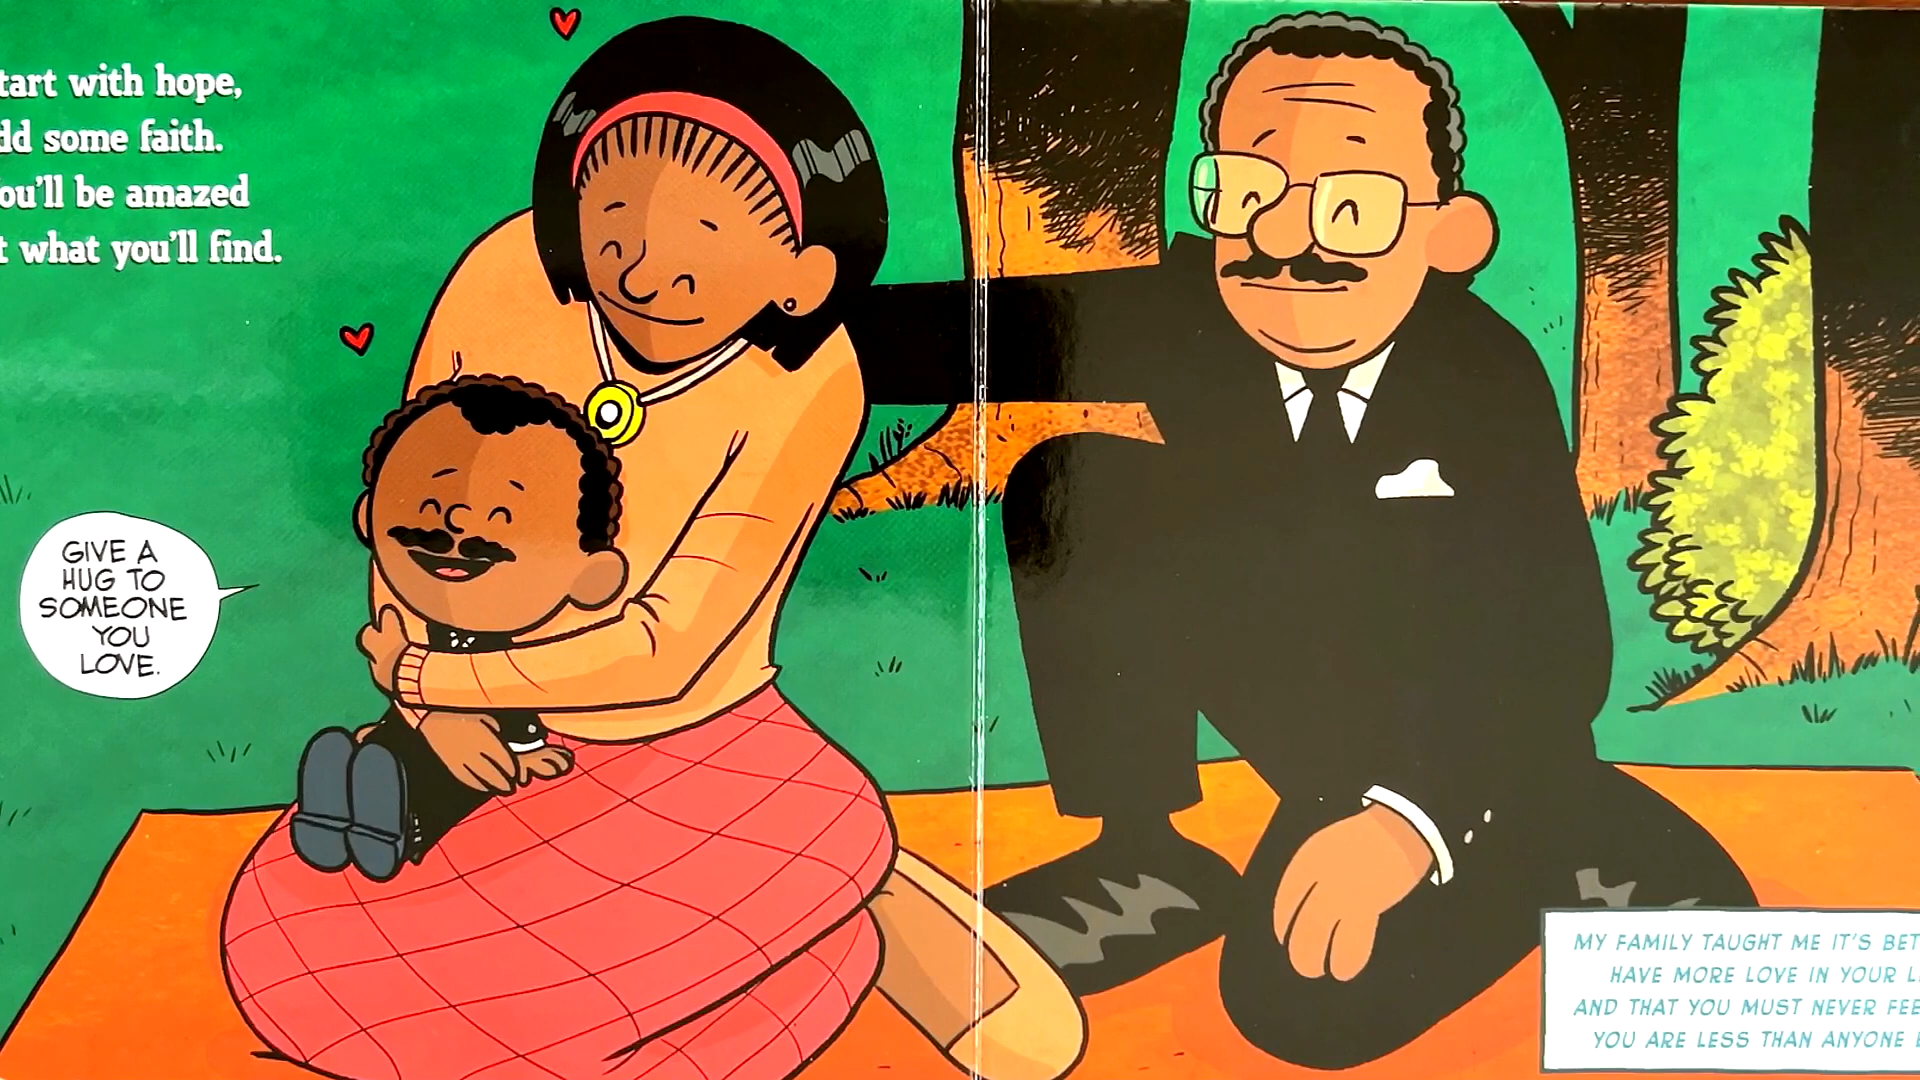 tart with hope,
dd some faith.
ou'll be amazed
t what you'll find.
GIVE A
HUG TO
SOMEONE
YOU
LOVE.
MY FAMILY TAUGHT ME IT'S BET
HAVE MORE LOVE IN YOUR L
AND THAT YOU MUST NEVER FEE
YOU ARE LESS THAN ANYONE E